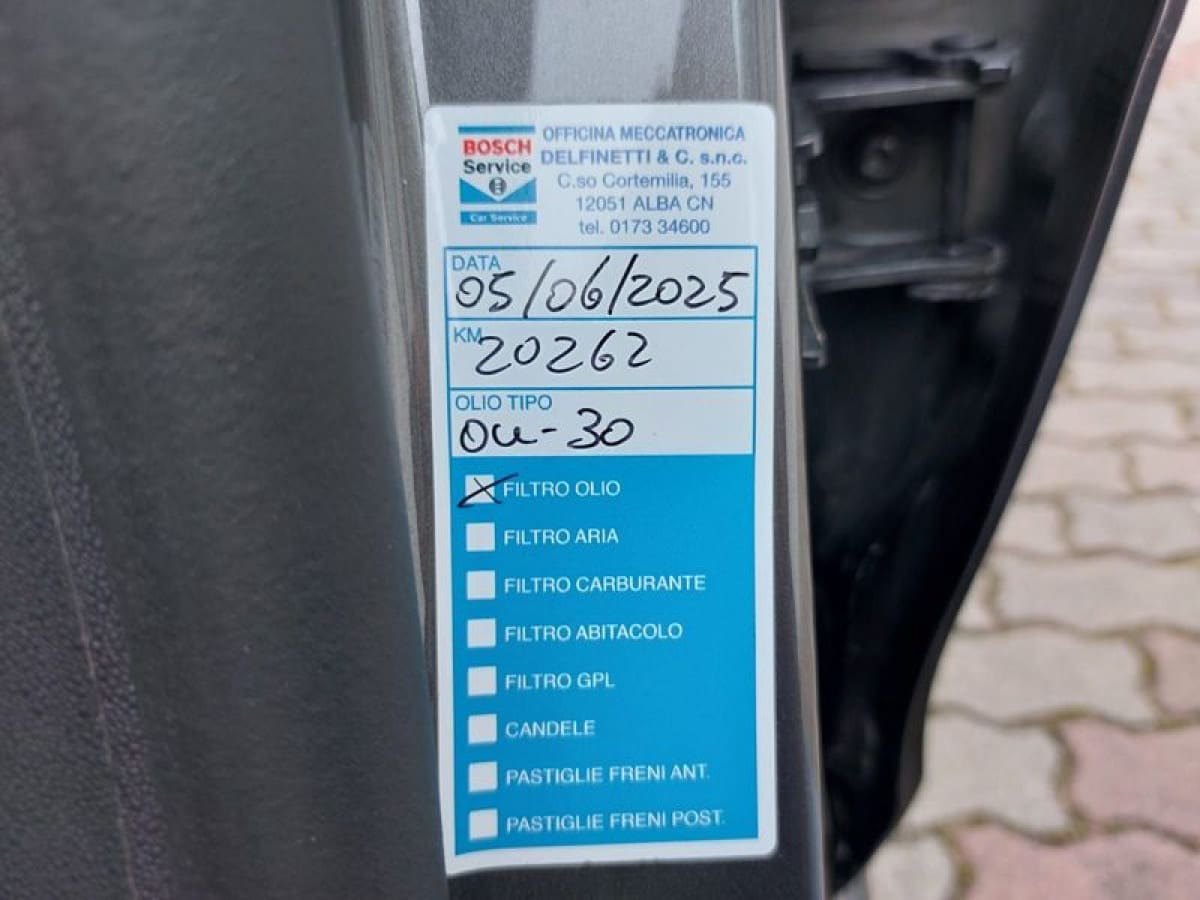 BOSCH
Service
Car Service
OFFICINA MECCATRONICA
DELFINETTI & C. s.n.c.
C.so Cortemilia, 155
12051 ALBA CN
tel. 0173 34600
DATA
05/06/2025
KM
20262
OLIO TIPO
0W-30
FILTRO OLIO
FILTRO ARIA
FILTRO CARBURANTE
FILTRO ABITACOLO
FILTRO GPL
CANDELE
PASTIGLIE FRENI ANT.
PASTIGLIE FRENI POST.